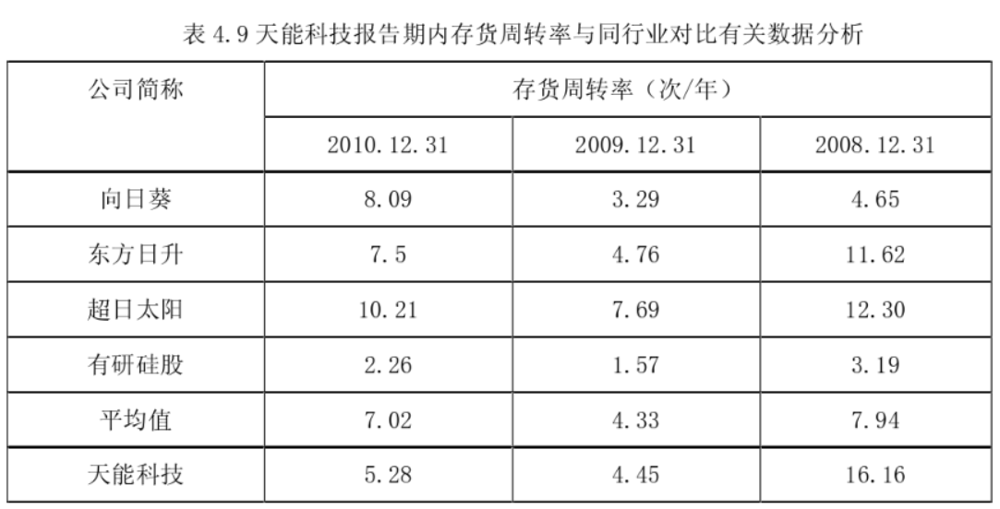 表 4.9 天能科技报告期内存货周转率与同行业对比有关数据分析
公司简称 存货周转率（次/年）
2010.12.31 2009.12.31 2008.12.31
向日葵 8.09 3.29 4.65
东方日升 7.5 4.76 11.62
超日太阳 10.21 7.69 12.30
有研硅股 2.26 1.57 3.19
平均值 7.02 4.33 7.94
天能科技 5.28 4.45 16.16